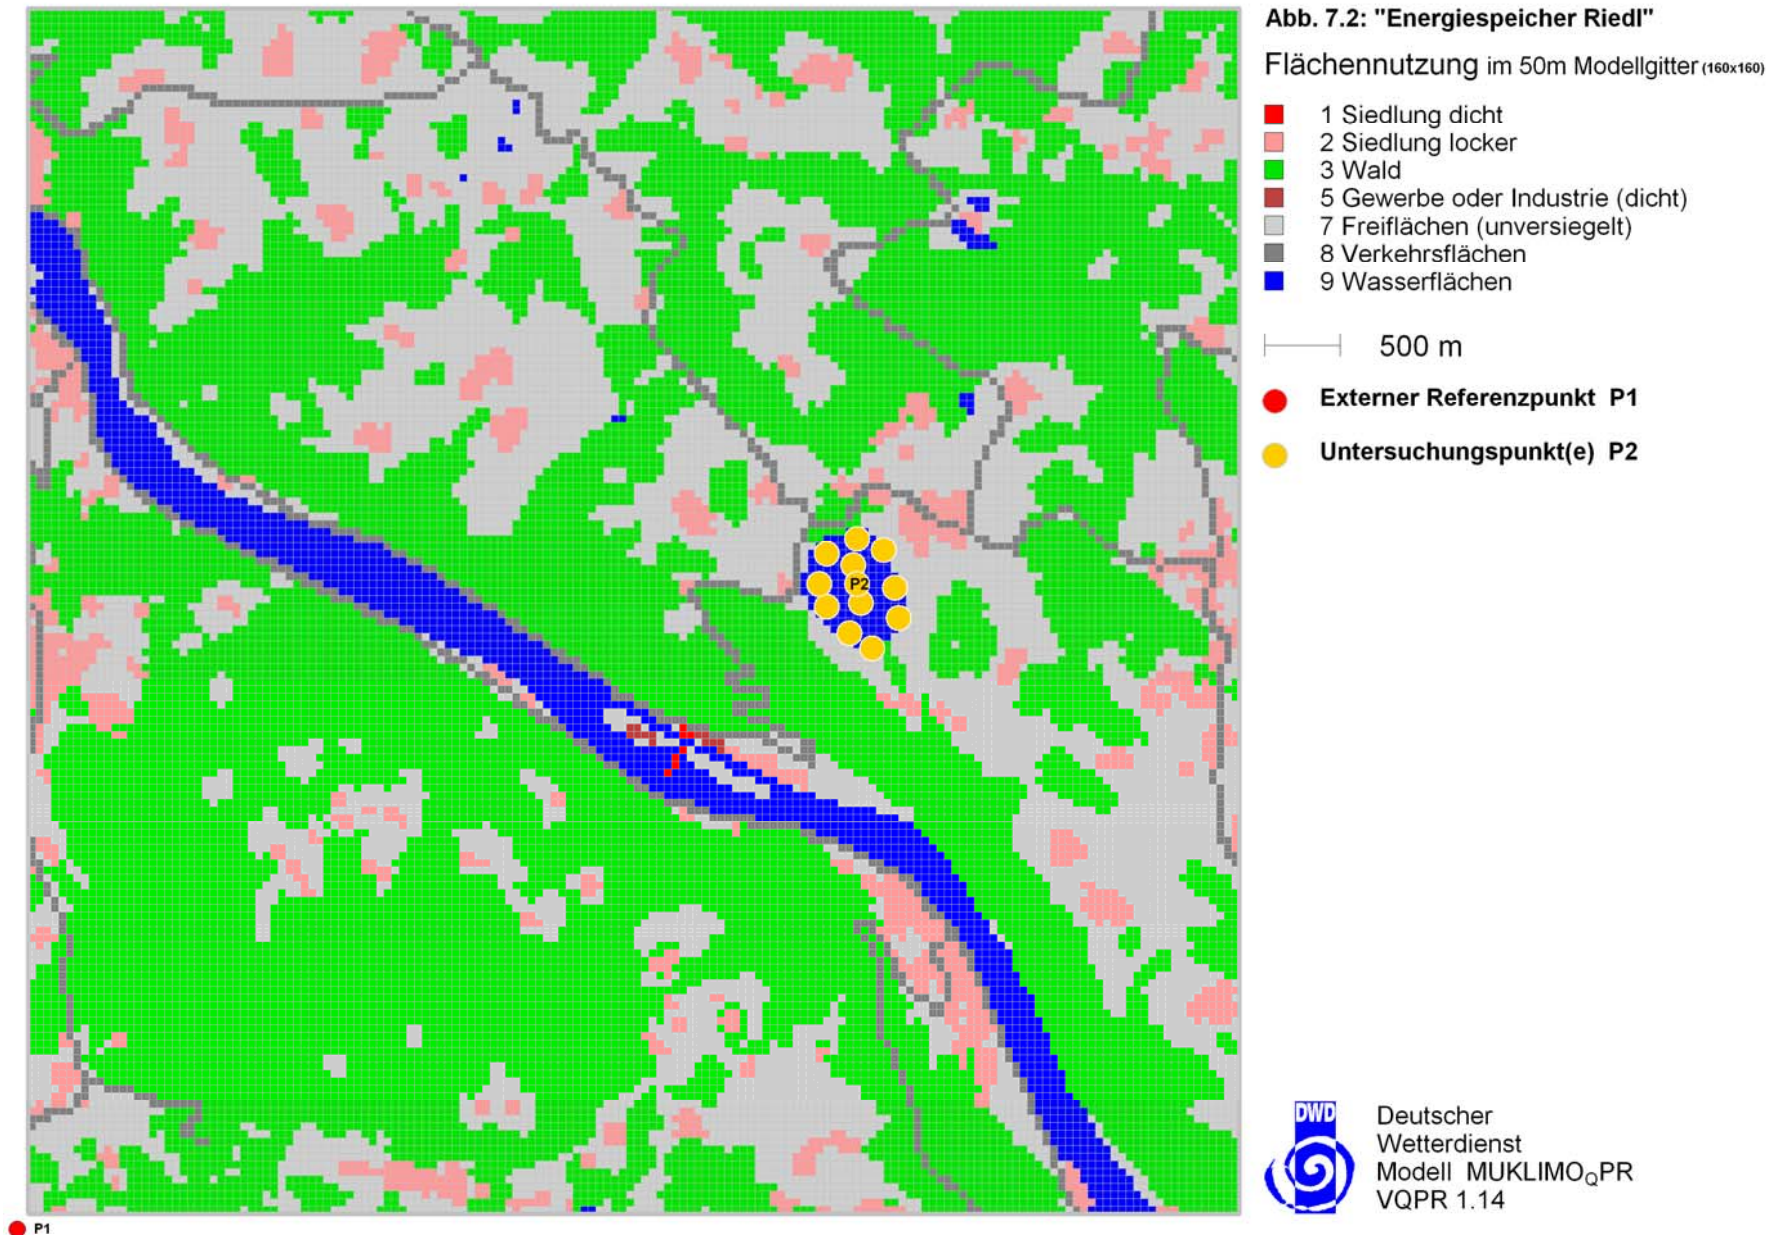 Abb. 7.2: "Energiespeicher Riedl"
Flächennutzung im 50m Modellgitter (160x160)
1 Siedlung dicht
2 Siedlung locker
3 Wald
5 Gewerbe oder Industrie (dicht)
7 Freiflächen (unversiegelt)
8 Verkehrsflächen
9 Wasserflächen
500 m
Externer Referenzpunkt P1
Untersuchungspunkt(e) P2
P2
DWD
Deutscher
Wetterdienst
Modell MUKLIMOQPR
VQPR 1.14
P1